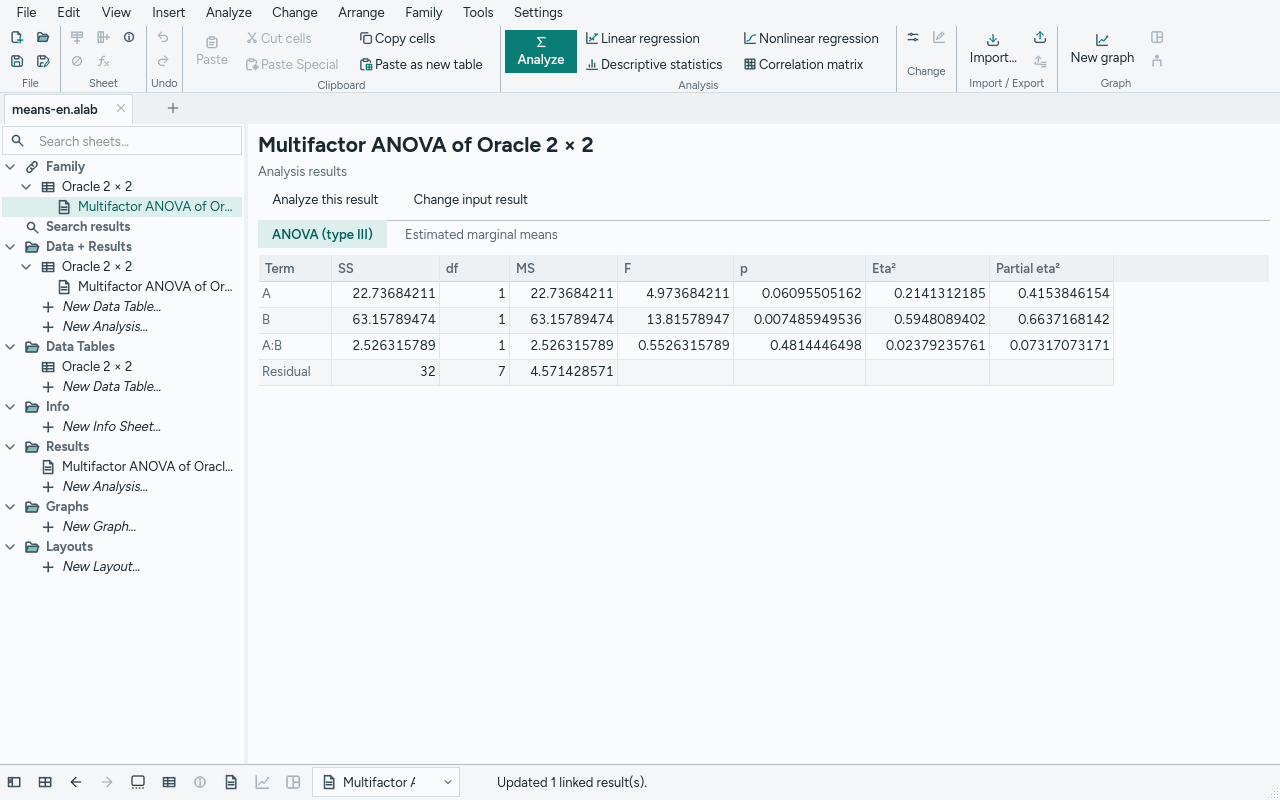 File Edit View Insert Analyze Change Arrange Family Tools Settings
Paste Cut cells Copy cells
Paste Special Paste as new table
Σ Analyze Linear regression Nonlinear regression
Descriptive statistics Correlation matrix
Import... New graph
File Sheet Undo Clipboard Analysis Change Import / Export Graph
means-en.alab
Search sheets...
Family
Oracle 2 × 2
Multifactor ANOVA of Or...
Search results
Data + Results
Oracle 2 × 2
Multifactor ANOVA of Or...
New Data Table...
New Analysis...
Data Tables
Oracle 2 × 2
New Data Table...
Info
New Info Sheet...
Results
Multifactor ANOVA of Oracl...
New Analysis...
Graphs
New Graph...
Layouts
New Layout...
Multifactor ANOVA of Oracle 2 × 2
Analysis results
Analyze this result Change input result
ANOVA (type III) Estimated marginal means
Term SS df MS F p Eta² Partial eta²
A 22.73684211 1 22.73684211 4.973684211 0.06095505162 0.2141312185 0.4153846154
B 63.15789474 1 63.15789474 13.81578947 0.007485949536 0.5948089402 0.6637168142
A:B 2.526315789 1 2.526315789 0.5526315789 0.4814446498 0.02379235761 0.07317073171
Residual 32 7 4.571428571
Multifactor Updated 1 linked result(s).